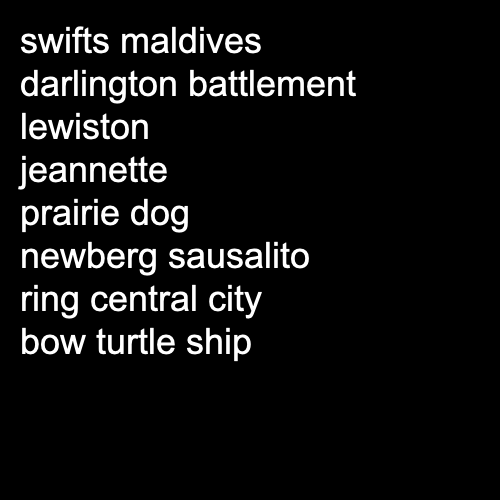 swifts maldives
darlington battlement
lewiston
jeannette
prairie dog
newberg sausalito
ring central city
bow turtle ship